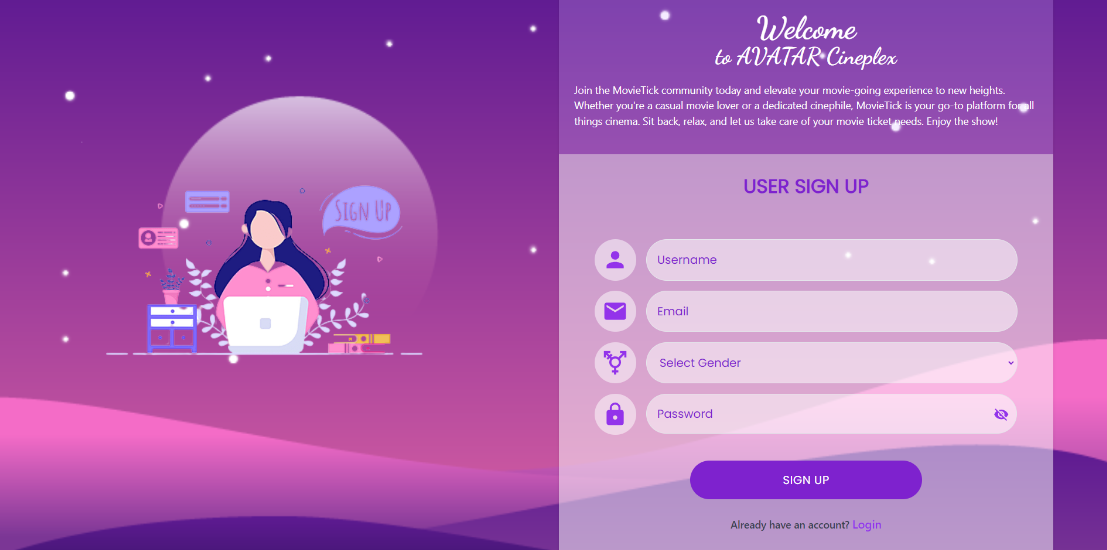 Sign Up
Welcome
to AVATAR Cineplex
Join the MovieTick community today and elevate your movie-going experience to new heights.
Whether you're a casual movie lover or a dedicated cinephile, MovieTick is your go-to platform for all
things cinema. Sit back, relax, and let us take care of your movie ticket needs. Enjoy the show!
USER SIGN UP
Username
Email
Select Gender
Password
SIGN UP
Already have an account? Login